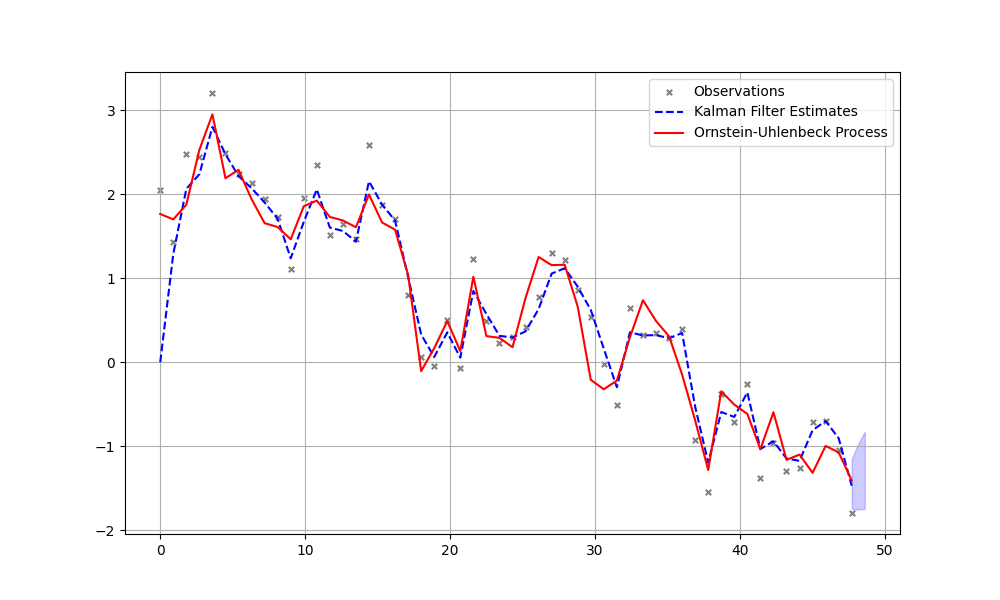 Observations
Kalman Filter Estimates
Ornstein-Uhlenbeck Process
3
2
1
0
−1
−2
0 10 20 30 40 50